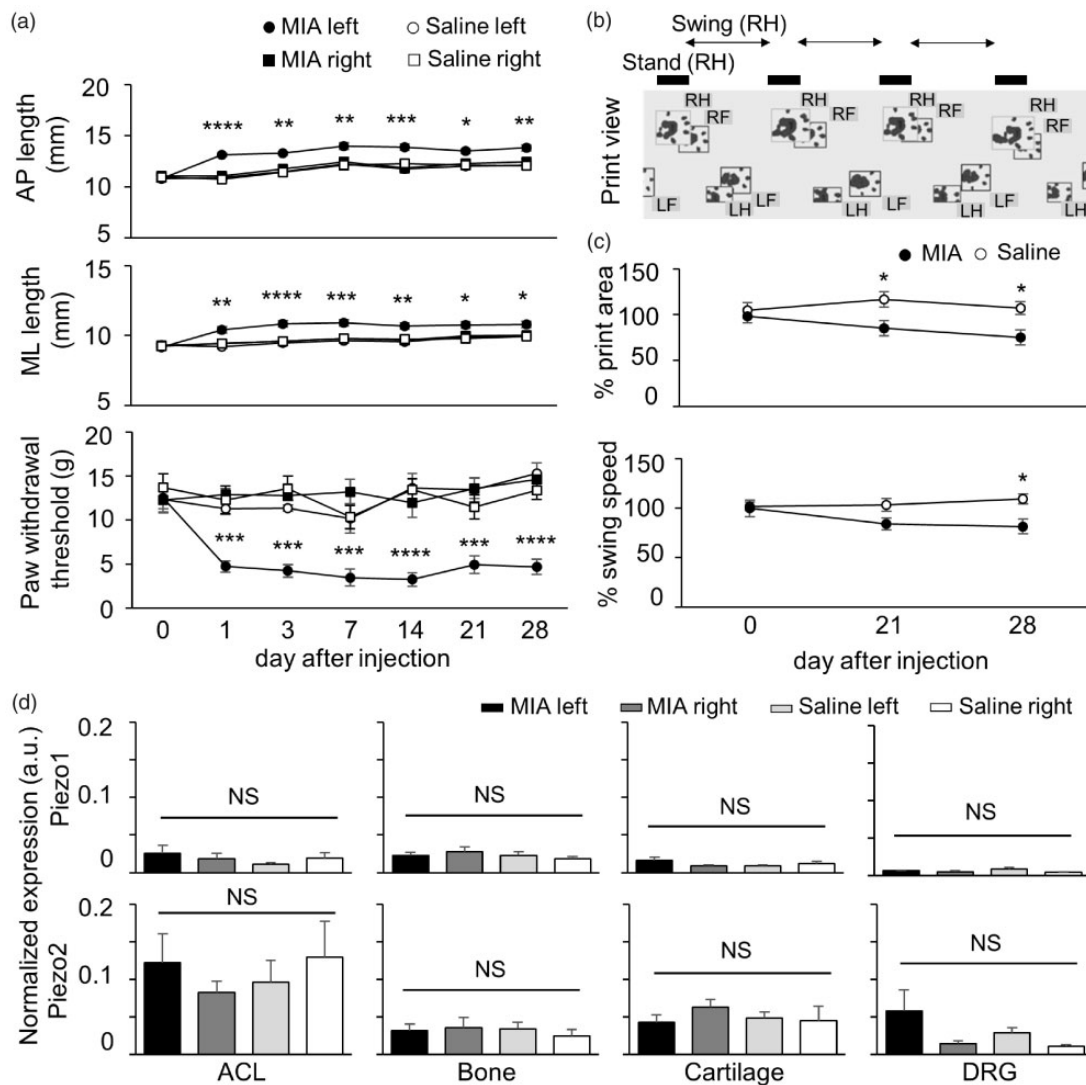 (a)
MIA left
Saline left
MIA right
Saline right
AP length
(mm)
20
15
10
5
**** ** ** *** * **
ML length
(mm)
15
10
5
** **** *** ** * *
Paw withdrawal
threshold (g)
20
15
10
5
0
*** *** *** **** *** ****
0 1 3 7 14 21 28
day after injection
(b)
Swing (RH)
Stand (RH)
Print view
RH RH RH RH
RF RF RF RF
LF LH LF LH LF LH LF
(c)
MIA Saline
% print area
150
100
50
0
* *
% swing speed
150
100
50
0
*
0 21 28
day after injection
(d)
MIA left MIA right Saline left Saline right
Normalized expression (a.u.)
Piezo1
0.2
0.1
0
NS NS NS NS
Piezo2
0.2
0.1
0
NS NS NS NS
ACL Bone Cartilage DRG